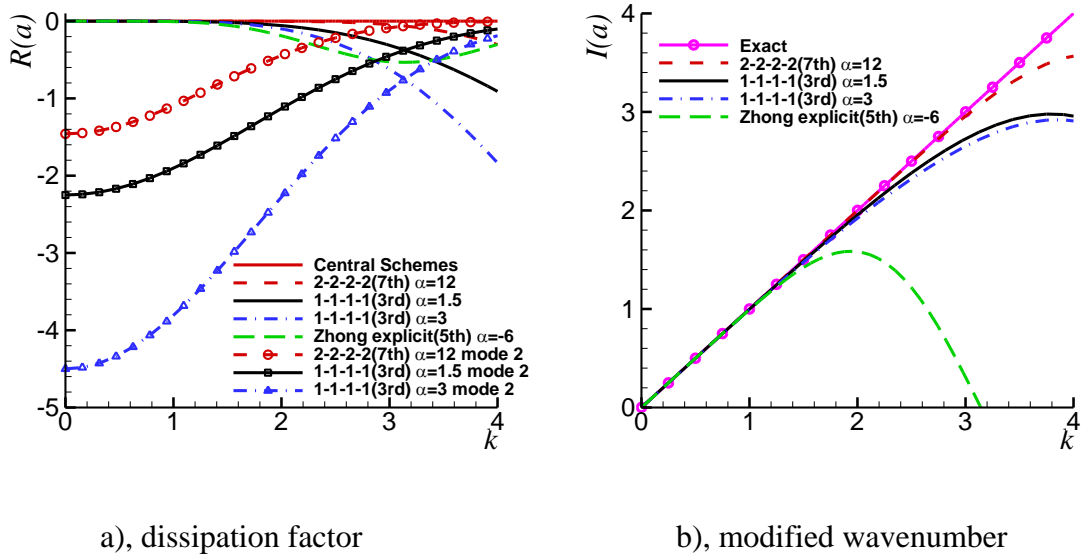 R(a)
0
-1
-2
-3
-4
-5
0
1
2
3
4
k
Central Schemes
2-2-2-2(7th) α=12
1-1-1-1(3rd) α=1.5
1-1-1-1(3rd) α=3
Zhong explicit(5th) α=-6
2-2-2-2(7th) α=12 mode 2
1-1-1-1(3rd) α=1.5 mode 2
1-1-1-1(3rd) α=3 mode 2
a), dissipation factor
I(a)
4
3
2
1
0
0
1
2
3
4
k
Exact
2-2-2-2(7th) α=12
1-1-1-1(3rd) α=1.5
1-1-1-1(3rd) α=3
Zhong explicit(5th) α=-6
b), modified wavenumber